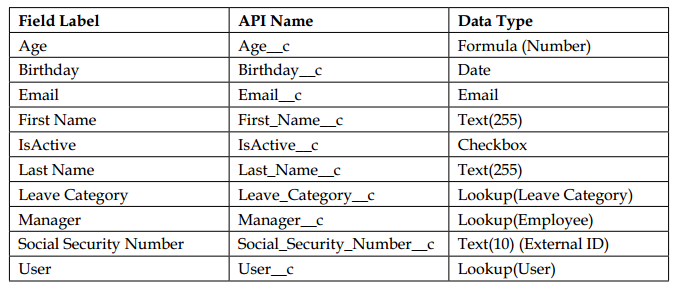 Field Label API Name Data Type
Age Age__c Formula (Number)
Birthday Birthday__c Date
Email Email__c Email
First Name First_Name__c Text(255)
IsActive IsActive__c Checkbox
Last Name Last_Name__c Text(255)
Leave Category Leave_Category__c Lookup(Leave Category)
Manager Manager__c Lookup(Employee)
Social Security Number Social_Security_Number__c Text(10) (External ID)
User User__c Lookup(User)